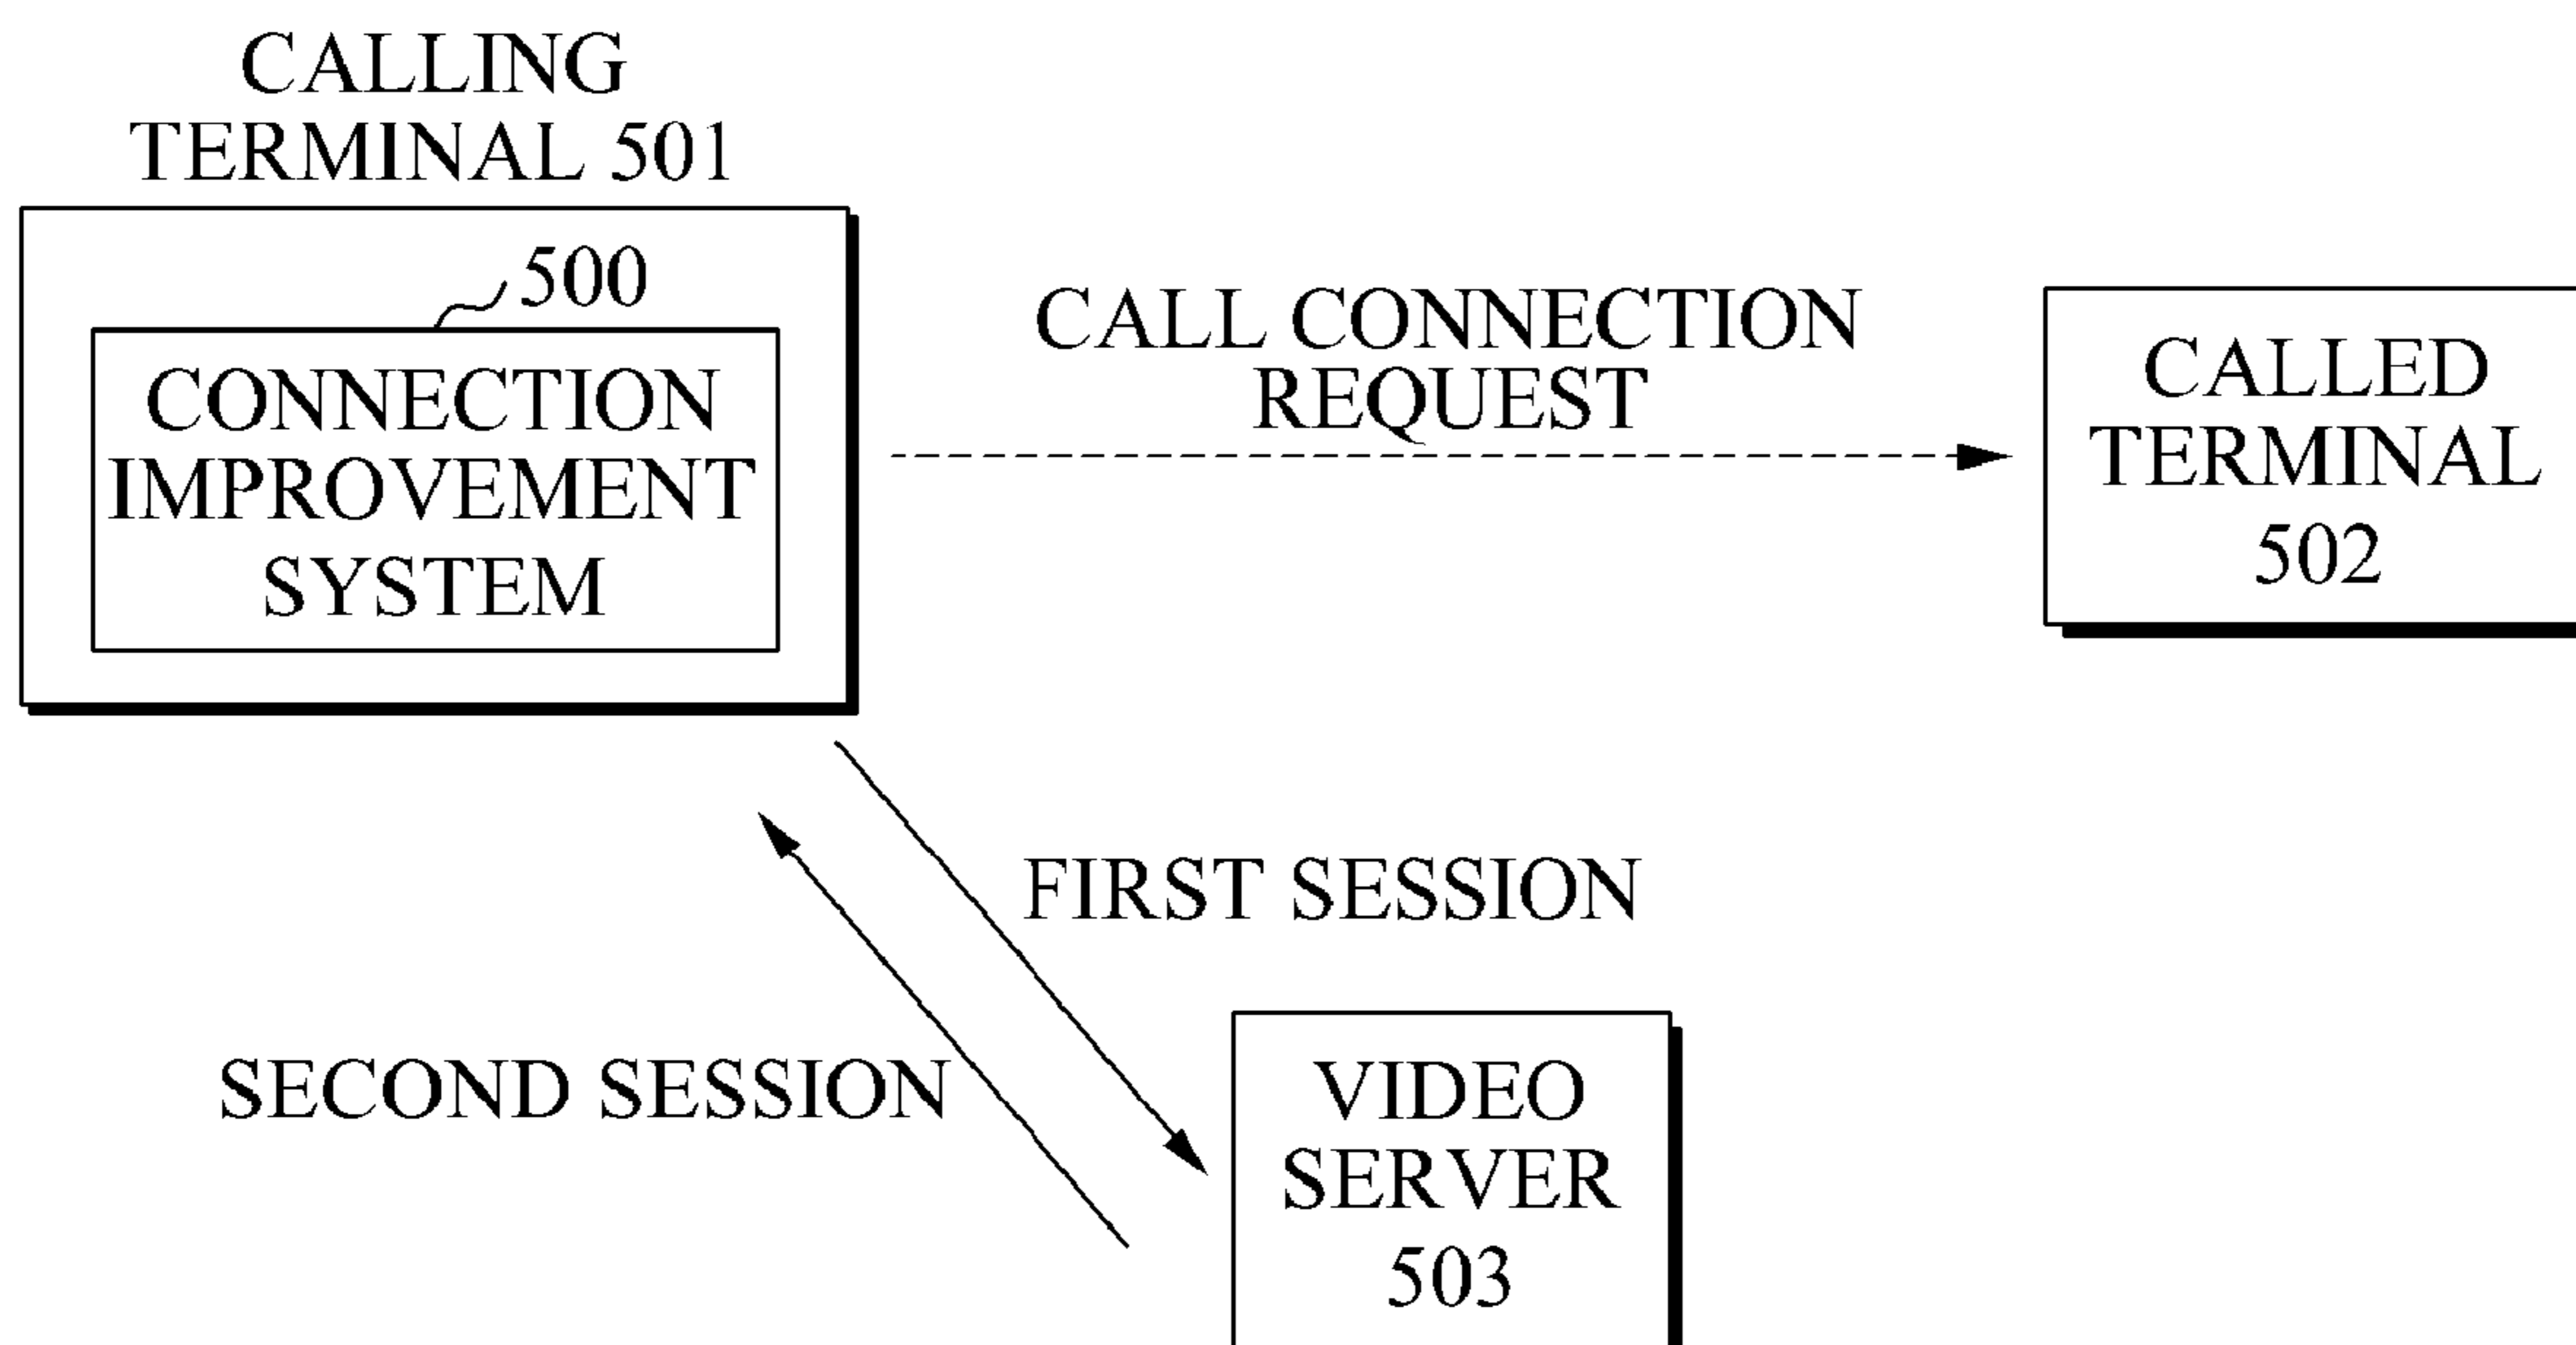 CALLING
TERMINAL 501
500
CONNECTION
IMPROVEMENT
SYSTEM
CALL CONNECTION
REQUEST
CALLED
TERMINAL
502
FIRST SESSION
SECOND SESSION
VIDEO
SERVER
503